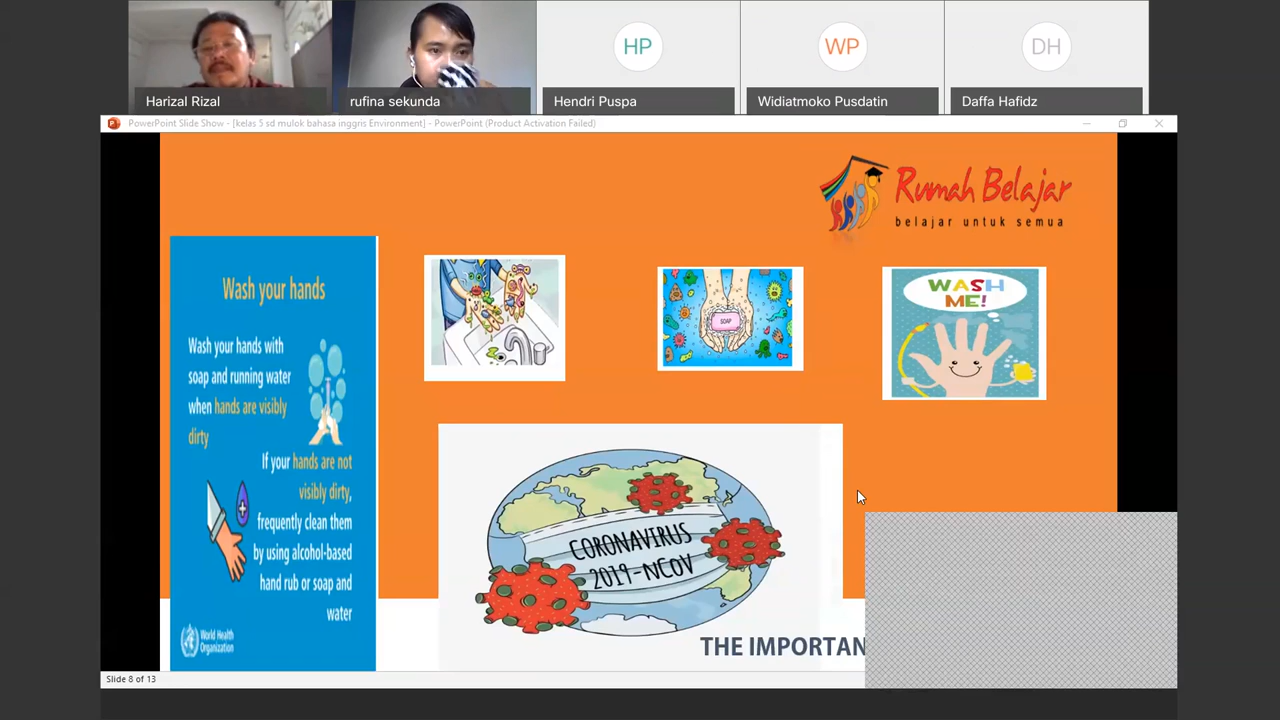 HP
WP
DH
Harizal Rizal
rufina sekunda
Hendri Puspa
Widiatmoko Pusdatin
Daffa Hafidz
PowerPoint Slide Show - [kelas 5 sd mulok bahasa inggris Environment] - PowerPoint (Product Activation Failed)
Rumah Belajar
belajar untuk semua
Wash your hands
Wash your hands with
soap and running water
when hands are visibly
dirty
If your hands are not
visibly dirty,
frequently clean them
by using alcohol-based
hand rub or soap and
water
World Health
Organization
SOAP
WASH
ME!
CORONAVIRUS
2019-NCOV
THE IMPORTAN
Slide 8 of 13